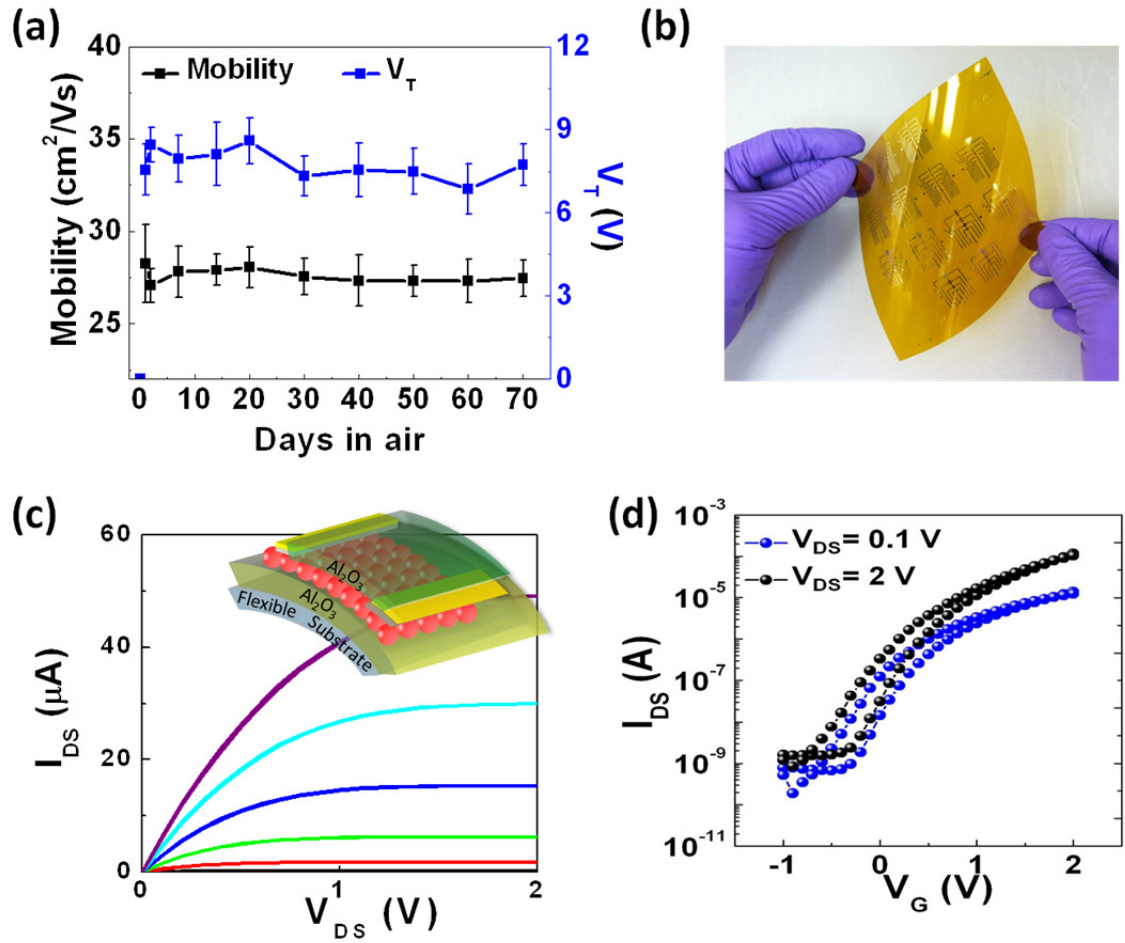 (a)
40
35
30
25
Mobility (cm²/Vs)
Mobility
V_T
12
9
6
3
0
V_T (V)
0 10 20 30 40 50 60 70
Days in air
(b)
(c)
60
40
20
0
I_DS (μA)
Al₂O₃
Al₂O₃
Flexible Substrate
0 1 2
V_DS (V)
(d)
10⁻³
10⁻⁵
10⁻⁷
10⁻⁹
10⁻¹¹
I_DS (A)
V_DS= 0.1 V
V_DS= 2 V
-1 0 1 2
V_G (V)